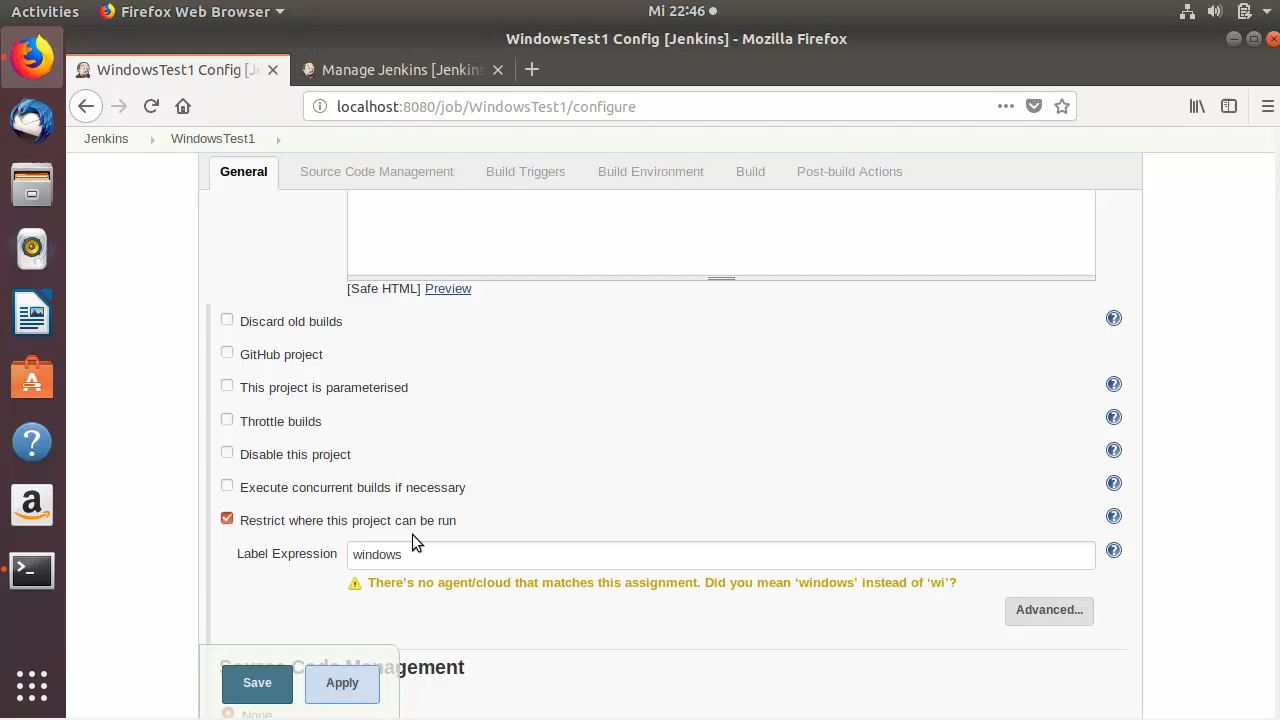 Activities Firefox Web Browser Mi 22:46
WindowsTest1 Config [Jenkins] - Mozilla Firefox
WindowsTest1 Config [Je Manage Jenkins [Jenkins
localhost:8080/job/WindowsTest1/configure
Jenkins WindowsTest1
General Source Code Management Build Triggers Build Environment Build Post-build Actions
[Safe HTML] Preview
Discard old builds
GitHub project
This project is parameterised
Throttle builds
Disable this project
Execute concurrent builds if necessary
Restrict where this project can be run
Label Expression windows
There's no agent/cloud that matches this assignment. Did you mean ‘windows’ instead of ‘wi’?
Advanced...
Source Code Management
Save Apply
None